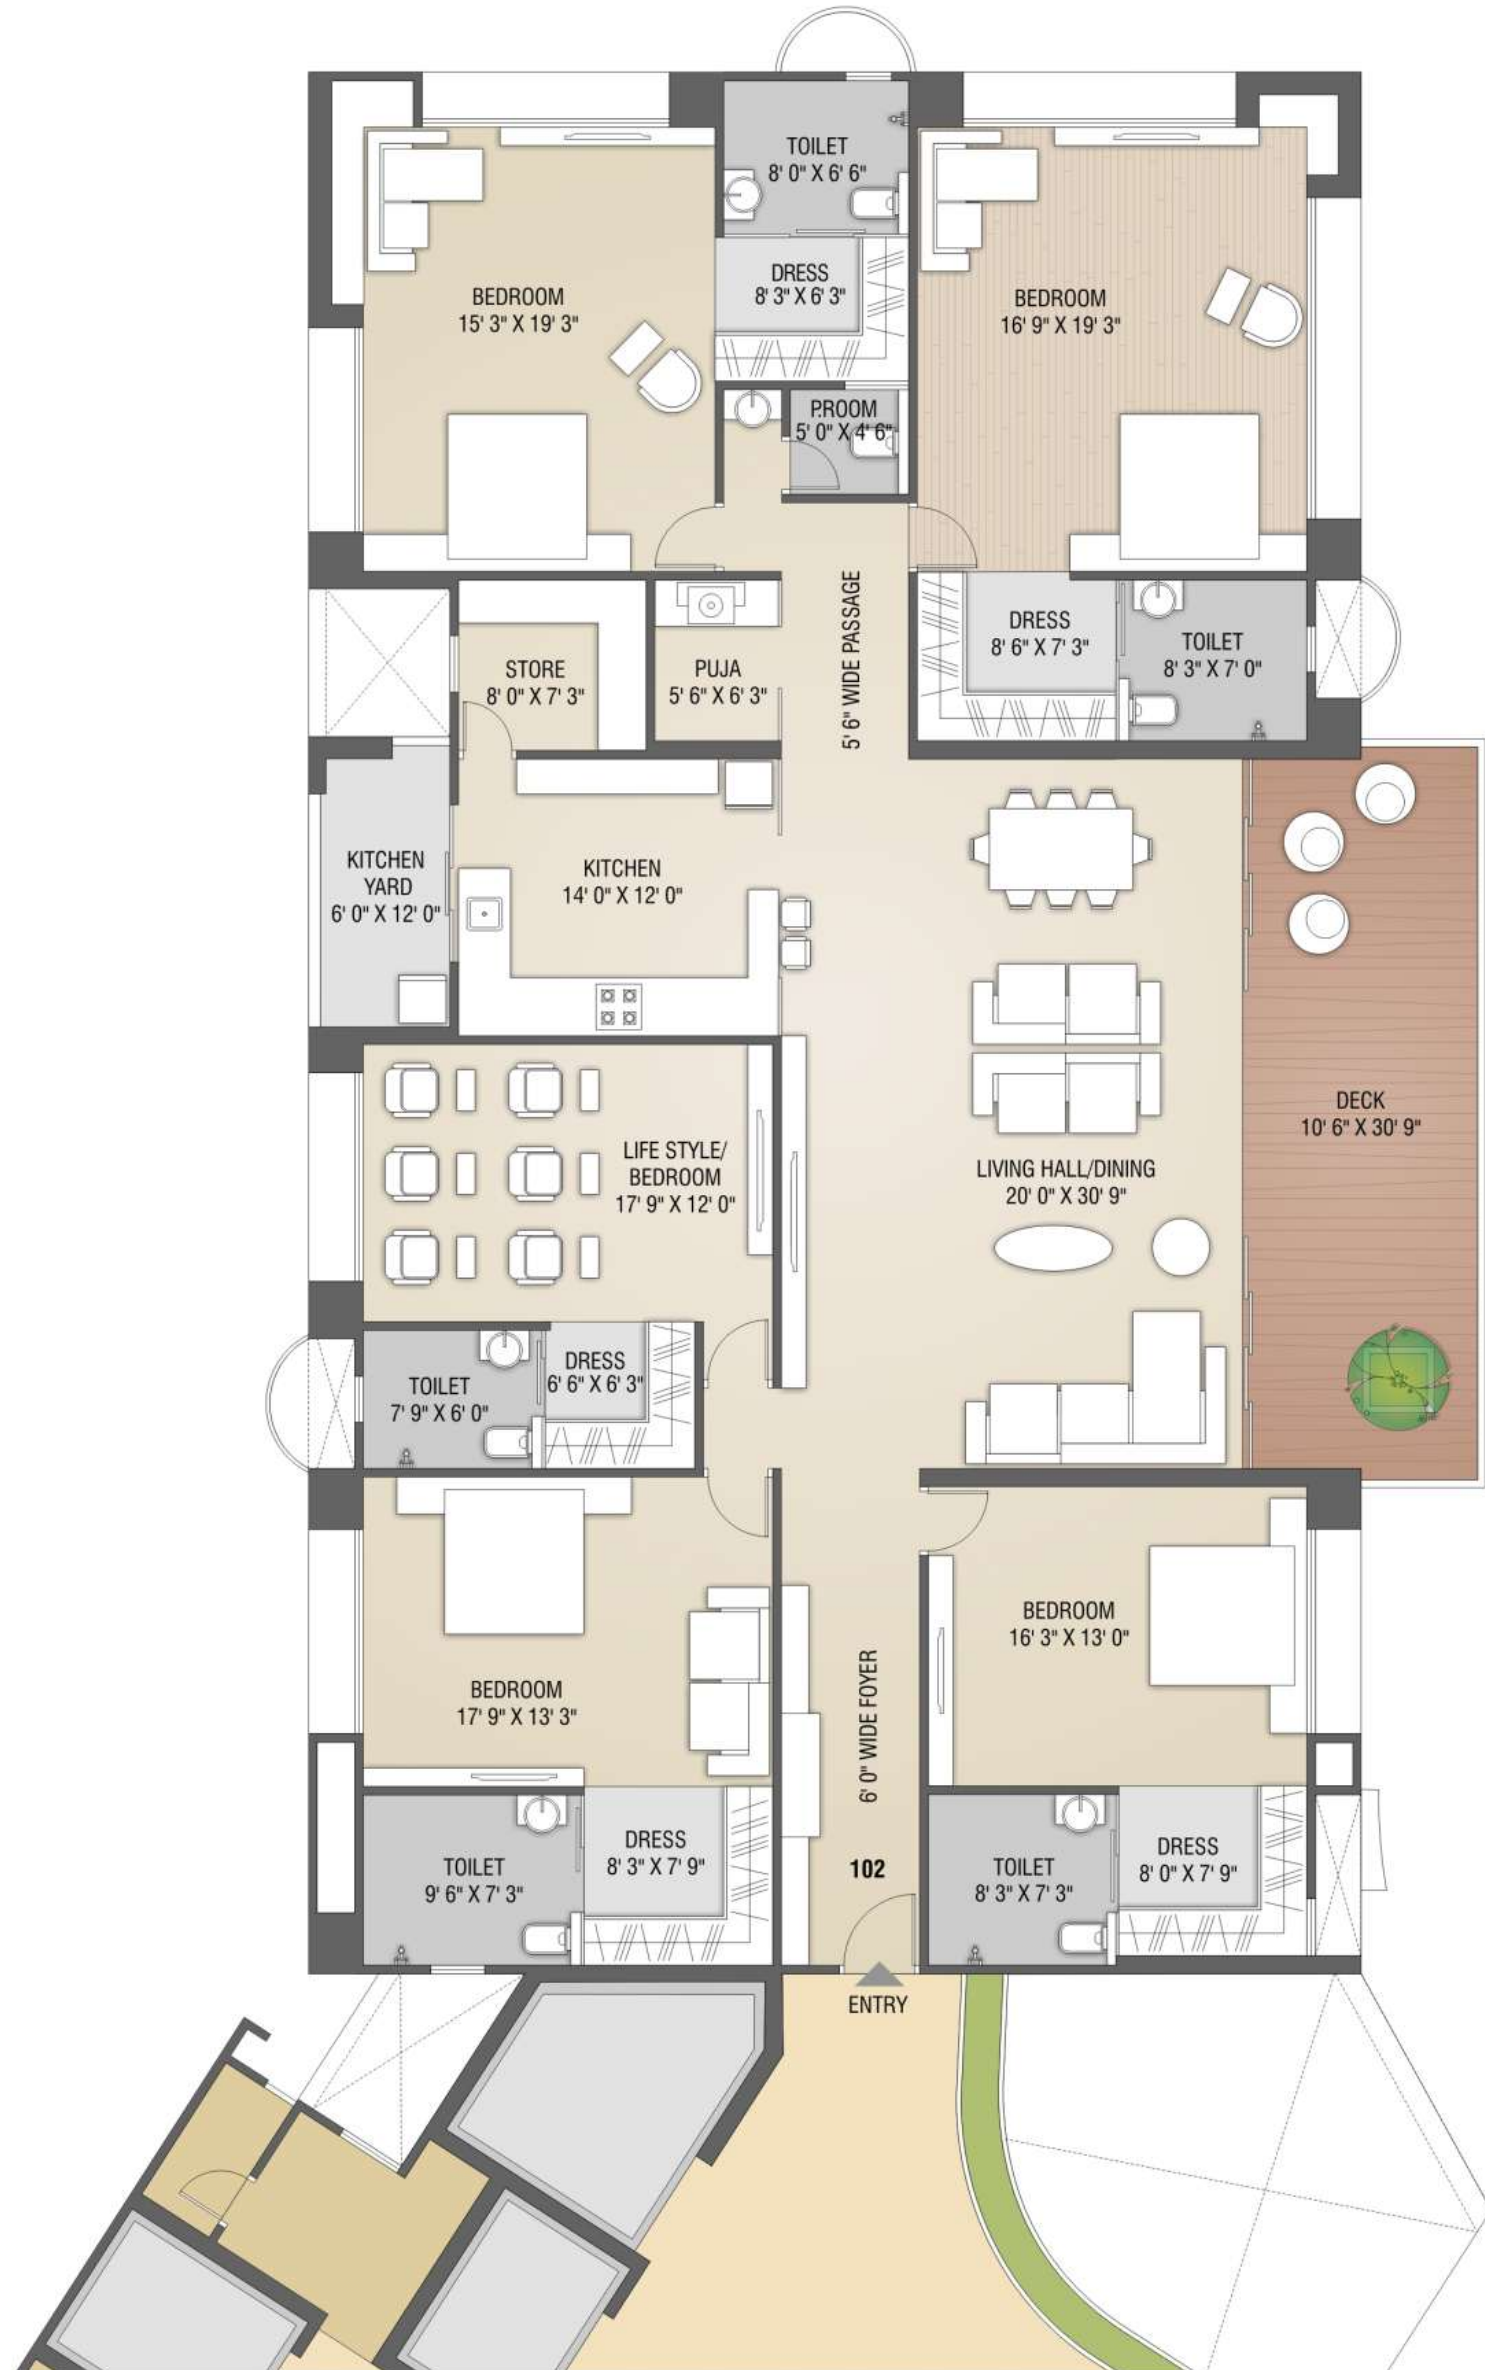 TOILET
8' 0" X 6' 6"
DRESS
8' 3" X 6' 3"
BEDROOM
15' 3" X 19' 3"
BEDROOM
16' 9" X 19' 3"
P.ROOM
5' 0" X 4' 6"
5' 6" WIDE PASSAGE
STORE
8' 0" X 7' 3"
PUJA
5' 6" X 6' 3"
DRESS
8' 6" X 7' 3"
TOILET
8' 3" X 7' 0"
KITCHEN
YARD
6' 0" X 12' 0"
KITCHEN
14' 0" X 12' 0"
DECK
10' 6" X 30' 9"
LIFE STYLE/
BEDROOM
17' 9" X 12' 0"
LIVING HALL/DINING
20' 0" X 30' 9"
TOILET
7' 9" X 6' 0"
DRESS
6' 6" X 6' 3"
BEDROOM
17' 9" X 13' 3"
BEDROOM
16' 3" X 13' 0"
6' 0" WIDE FOYER
TOILET
9' 6" X 7' 3"
DRESS
8' 3" X 7' 9"
102
TOILET
8' 3" X 7' 3"
DRESS
8' 0" X 7' 9"
ENTRY